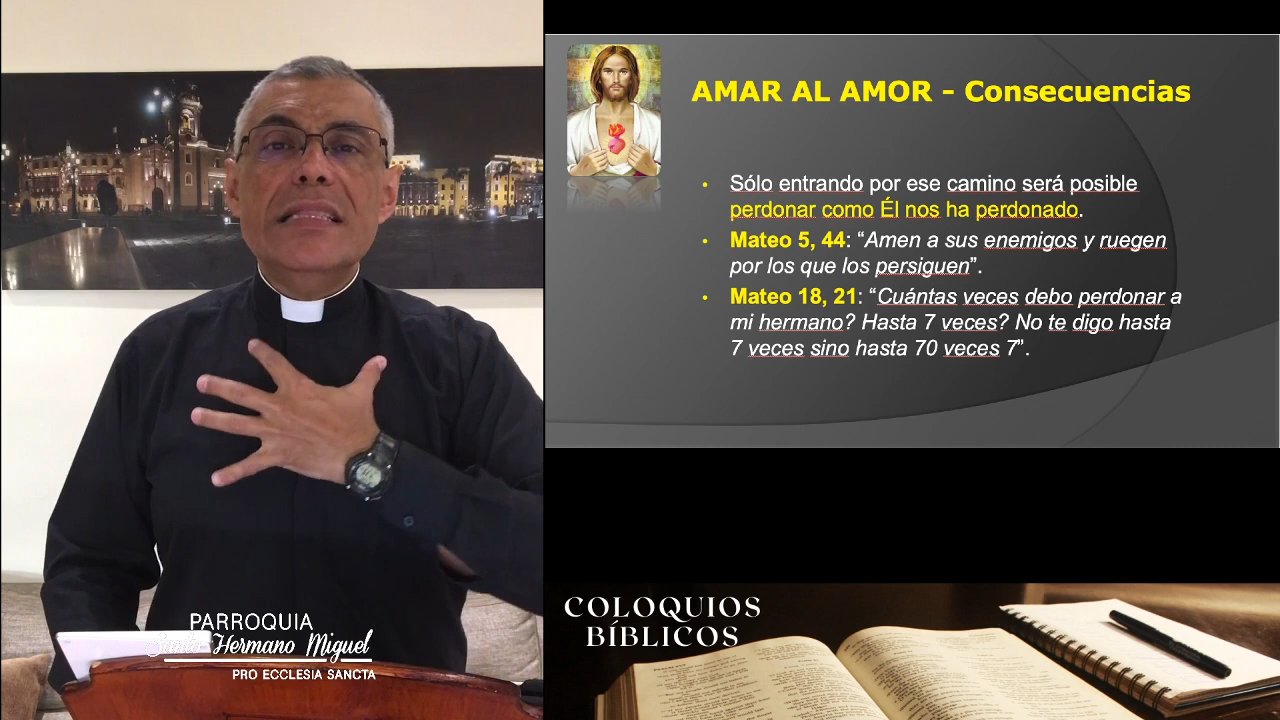 AMAR AL AMOR - Consecuencias
• Sólo entrando por ese camino será posible
perdonar como Él nos ha perdonado.
• Mateo 5, 44: “Amen a sus enemigos y ruegen
por los que los persiguen”.
• Mateo 18, 21: “Cuántas veces debo perdonar a
mi hermano? Hasta 7 veces? No te digo hasta
7 veces sino hasta 70 veces 7”.
PARROQUIA
Santo Hermano Miguel
PRO ECCLESIA SANCTA
COLOQUIOS
BÍBLICOS